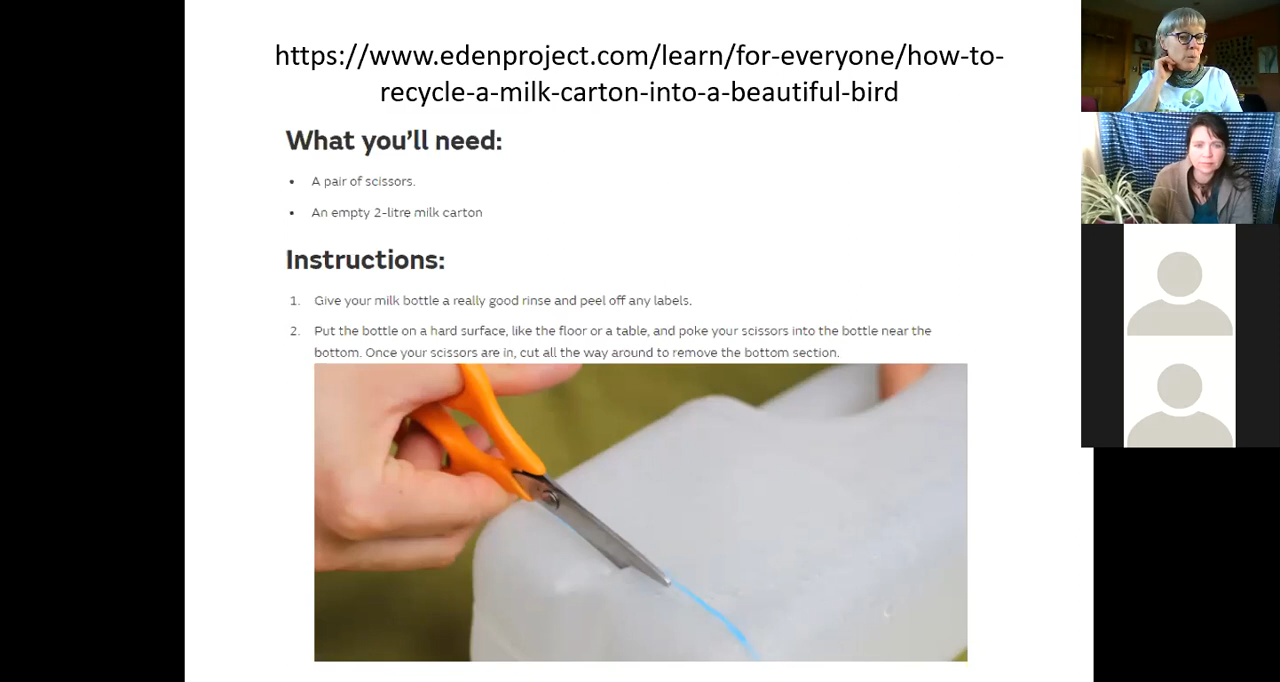 https://www.edenproject.com/learn/for-everyone/how-to-
recycle-a-milk-carton-into-a-beautiful-bird
What you'll need:
• A pair of scissors.
• An empty 2-litre milk carton
Instructions:
1. Give your milk bottle a really good rinse and peel off any labels.
2. Put the bottle on a hard surface, like the floor or a table, and poke your scissors into the bottle near the
bottom. Once your scissors are in, cut all the way around to remove the bottom section.